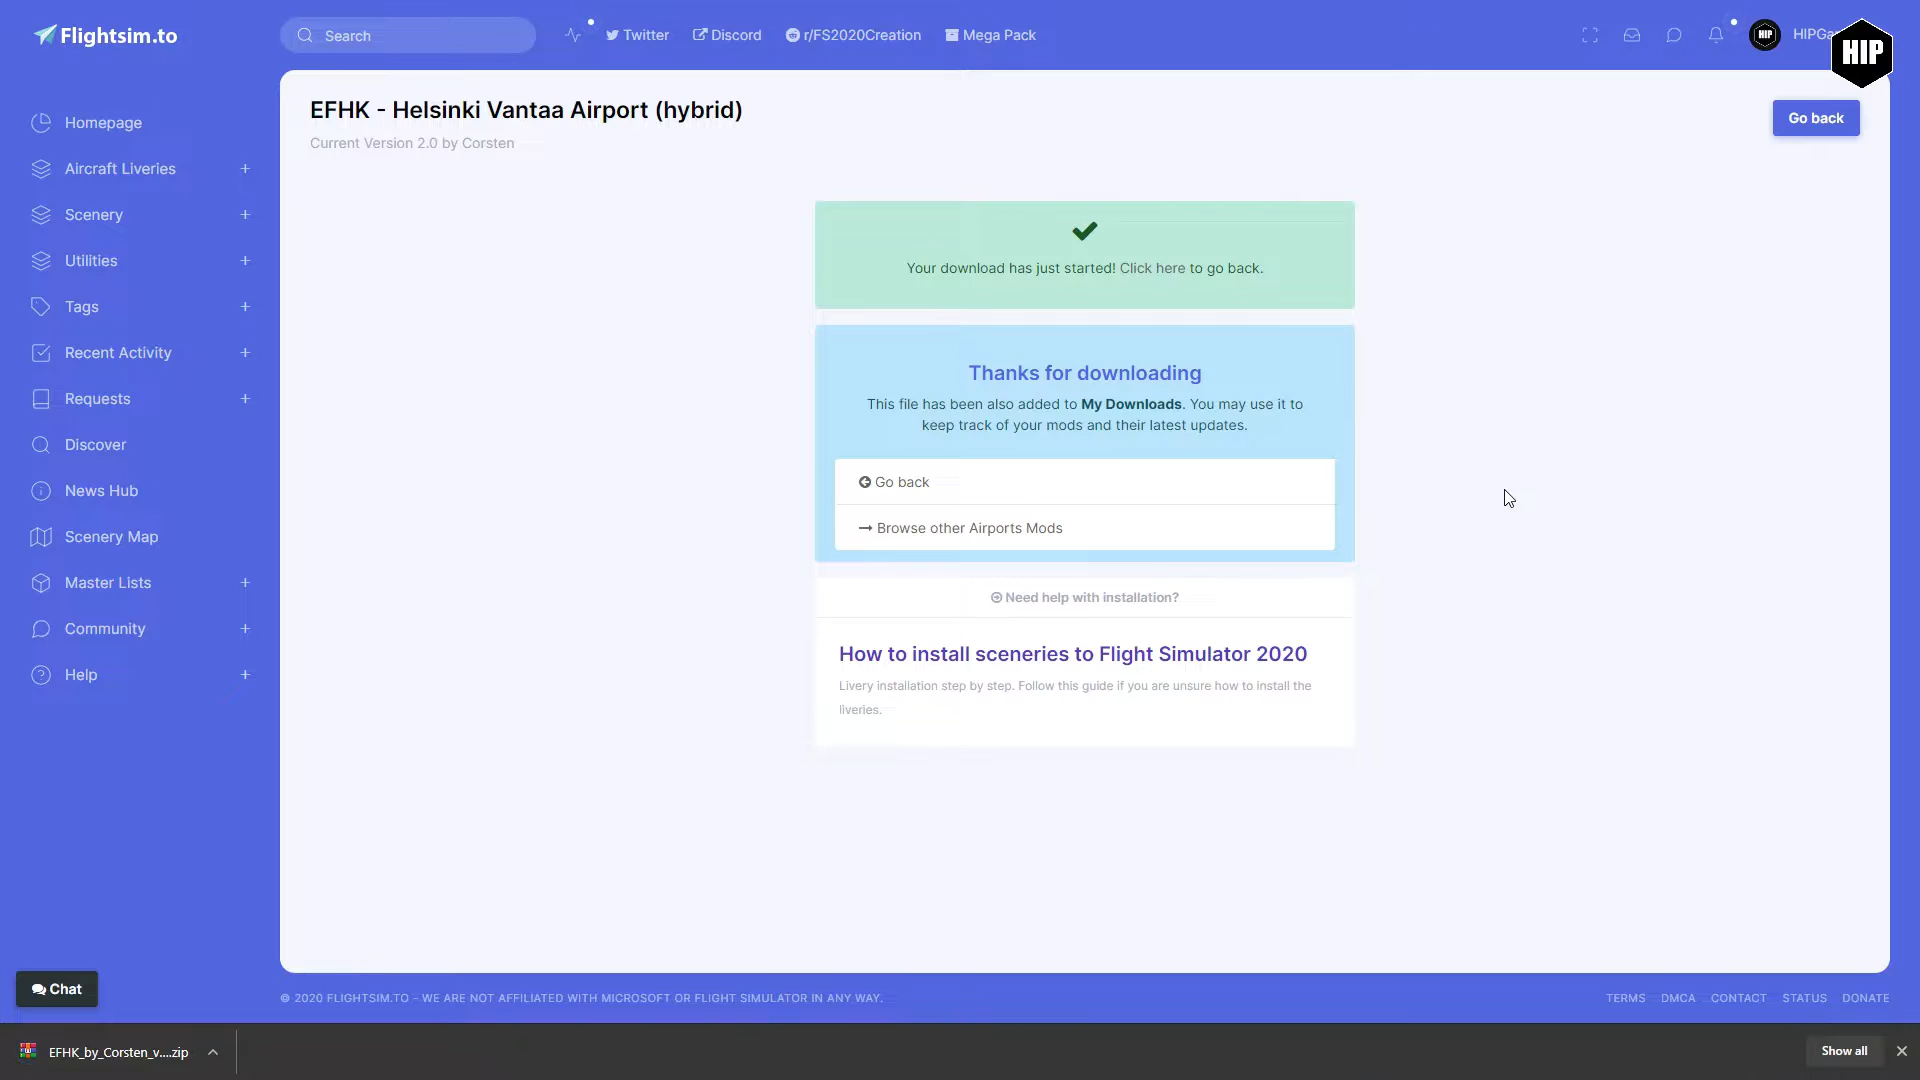 Flightsim.to
Search
Twitter
Discord
r/FS2020Creation
Mega Pack
HIPGa
HIP
HIP
Homepage
Aircraft Liveries +
Scenery +
Utilities +
Tags +
Recent Activity +
Requests +
Discover
News Hub
Scenery Map
Master Lists +
Community +
Help +
EFHK - Helsinki Vantaa Airport (hybrid)
Current Version 2.0 by Corsten
Go back
Your download has just started! Click here to go back.
Thanks for downloading
This file has been also added to My Downloads. You may use it to
keep track of your mods and their latest updates.
Go back
Browse other Airports Mods
Need help with installation?
How to install sceneries to Flight Simulator 2020
Livery installation step by step. Follow this guide if you are unsure how to install the
liveries.
Chat
© 2020 FLIGHTSIM.TO - WE ARE NOT AFFILIATED WITH MICROSOFT OR FLIGHT SIMULATOR IN ANY WAY.
TERMS DMCA CONTACT STATUS DONATE
EFHK_by_Corsten_v....zip
Show all